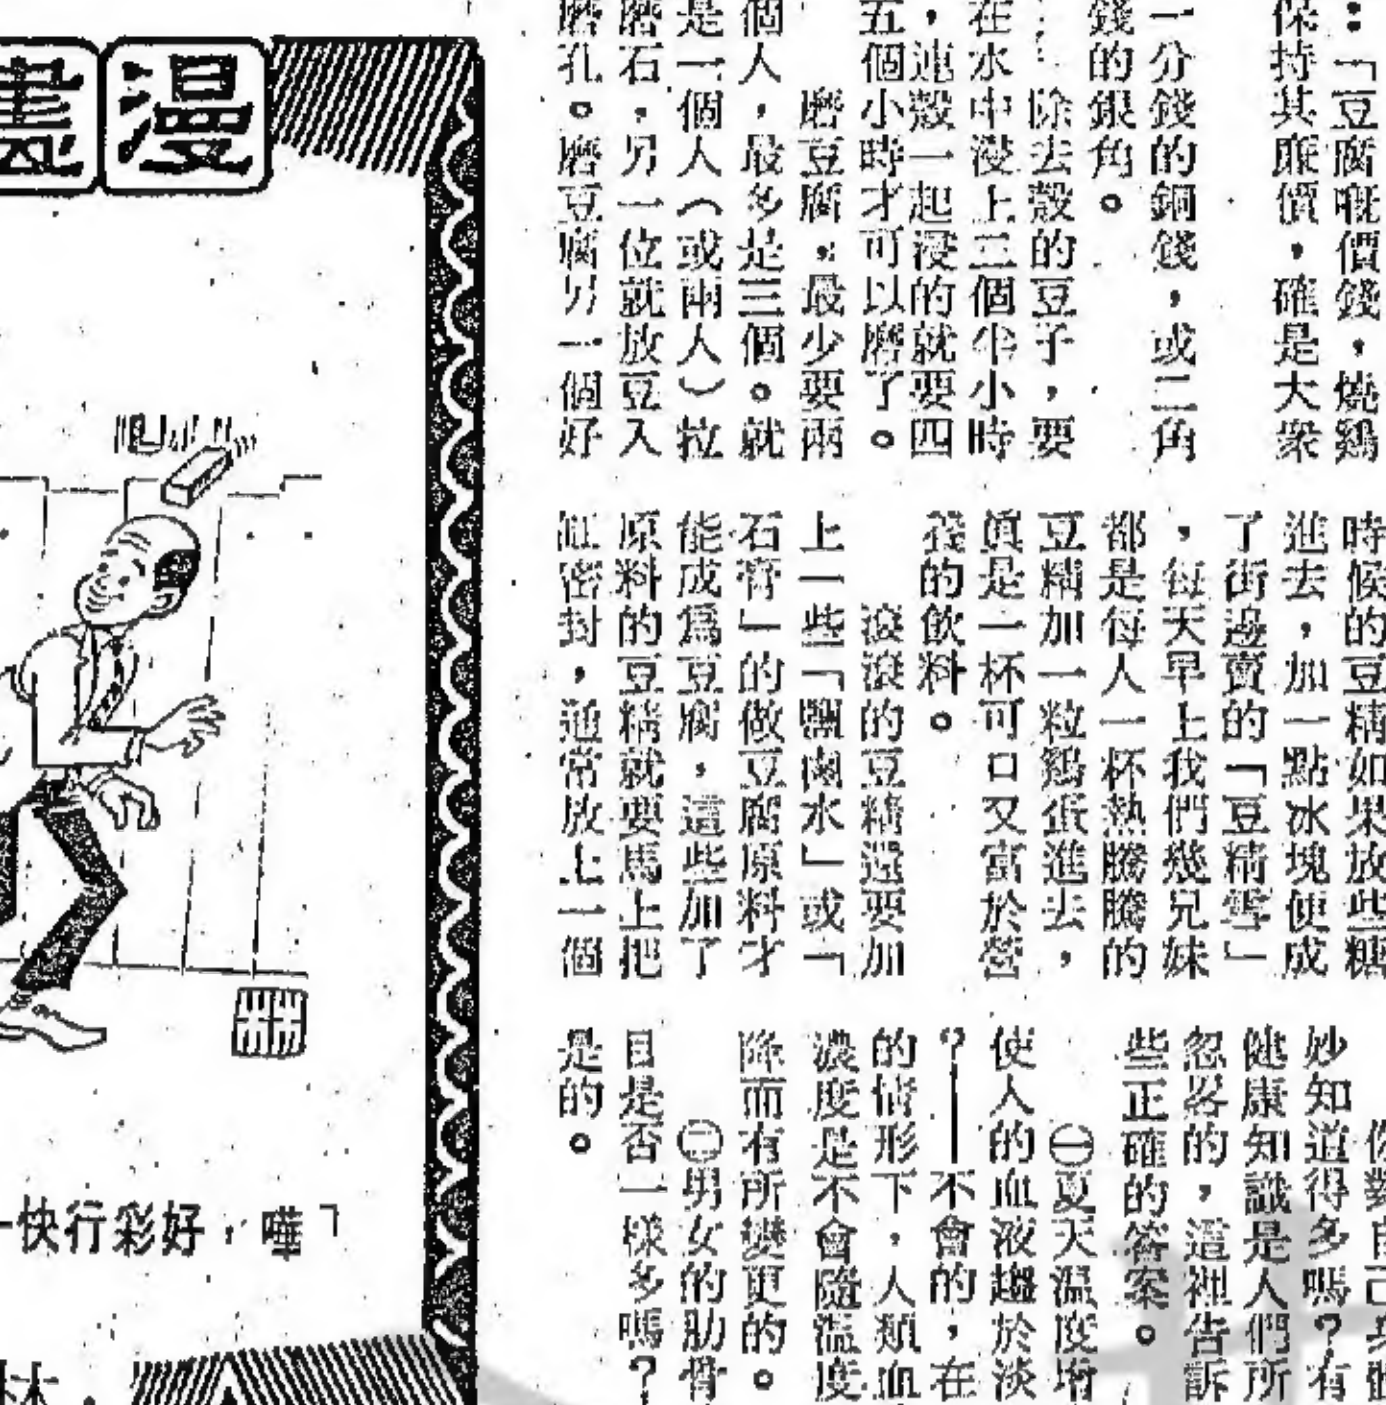 ：「豆腐嘅價錢，燒鷄
保持其廉價，確是大衆
一分錢的銅錢，或二角
錢的銀角。
除去殼的豆子，要
在水中浸上三個半小時
，連殼一起浸的就要四
五個小時才可以磨了。
磨豆腐，最少要兩
個人，最多是三個。就
是一個人（或兩人）拉
磨石，另一位就放豆入
磨孔。磨豆腐另一個好
時候的豆精如果放些糖
進去，加一點冰塊便成
了街邊賣的「豆精雪」
，每天早上我們幾兄妹
都是每人一杯熱騰騰的
豆精加一粒鷄蛋進去，
眞是一杯可口又富於營
養的飲料。
滾滾的豆精還要加
上一些「鹽鹵水」或「
石膏」的做豆腐原料才
能成爲豆腐，這些加了
原料的豆精就要馬上把
缸密封，通常放上一個
你對自己身體
妙知道得多嗎？有
健康知識是人們所
忽畧的，這裡告訴
些正確的答案。
㊀夏天温度增
使人的血液趨於淡
？——不會的，在
的情形下，人類血
濃度是不會隨溫度
降而有所變更的。
㊁男女的肋骨
目是否一樣多嗎？
是的。
漫畫
「嘩，好彩行快一
林．